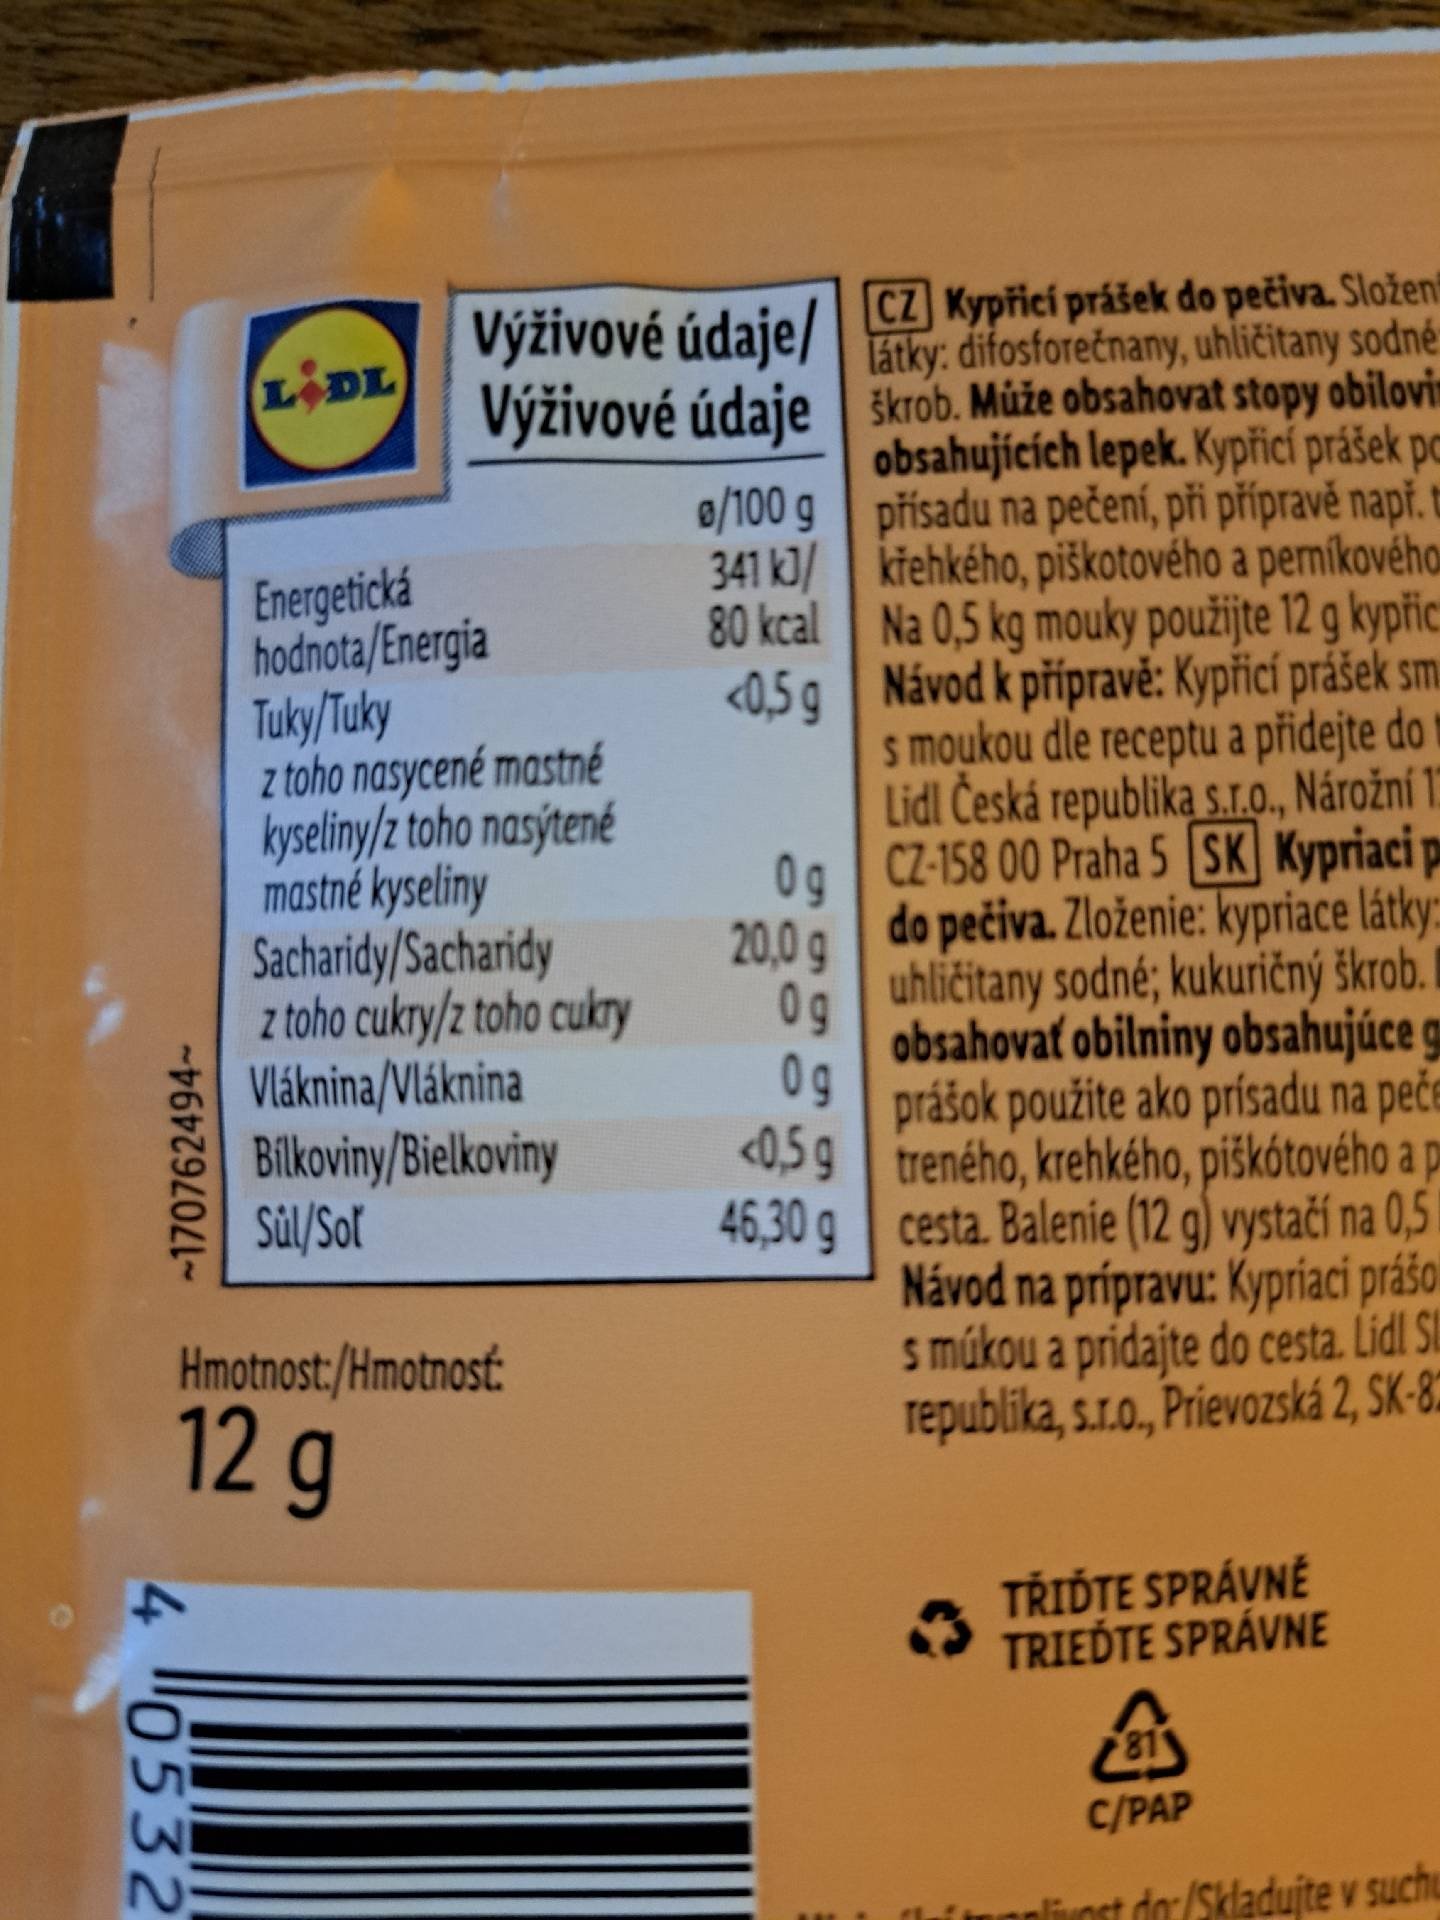 LIDL
Výživové údaje/
Výživové údaje
ø/100 g
Energetická
hodnota/Energia
341 kJ/
80 kcal
Tuky/Tuky <0,5 g
z toho nasycené mastné
kyseliny/z toho nasýtené
mastné kyseliny 0 g
Sacharidy/Sacharidy 20,0 g
z toho cukry/z toho cukry 0 g
Vláknina/Vláknina 0 g
Bílkoviny/Bielkoviny <0,5 g
Sůl/Soľ 46,30 g
~170762494~
Hmotnost:/Hmotnosť:
12 g
4 0532
CZ Kypřicí prášek do pečiva. Složení
látky: difosforečnany, uhličitany sodné
škrob. Může obsahovat stopy
obsahujících lepek. Kypřicí prášek
přísadu na pečení, při přípravě např.
křehkého, piškotového a perníkového
Na 0,5 kg mouky použijte 12 g
Návod k přípravě: Kypřicí prášek
s moukou dle receptu a přidejte do
Lidl Česká republika s.r.o., Nárožní
CZ-158 00 Praha 5 SK Kypriaci
do pečiva. Zloženie: kypriace látky:
uhličitany sodné; kukuričný škrob.
obsahovať obilniny obsahujúce
prášok použite ako prísadu na
treného, krehkého, piškótového a
cesta. Balenie (12 g) vystačí na 0,5
Návod na prípravu: Kypriaci
s múkou a pridajte do cesta. Lidl
republika, s.r.o., Prievozská 2,
TŘIĎTE SPRÁVNĚ
TRIEĎTE SPRÁVNE
81
C/PAP
do:/Skladujte v